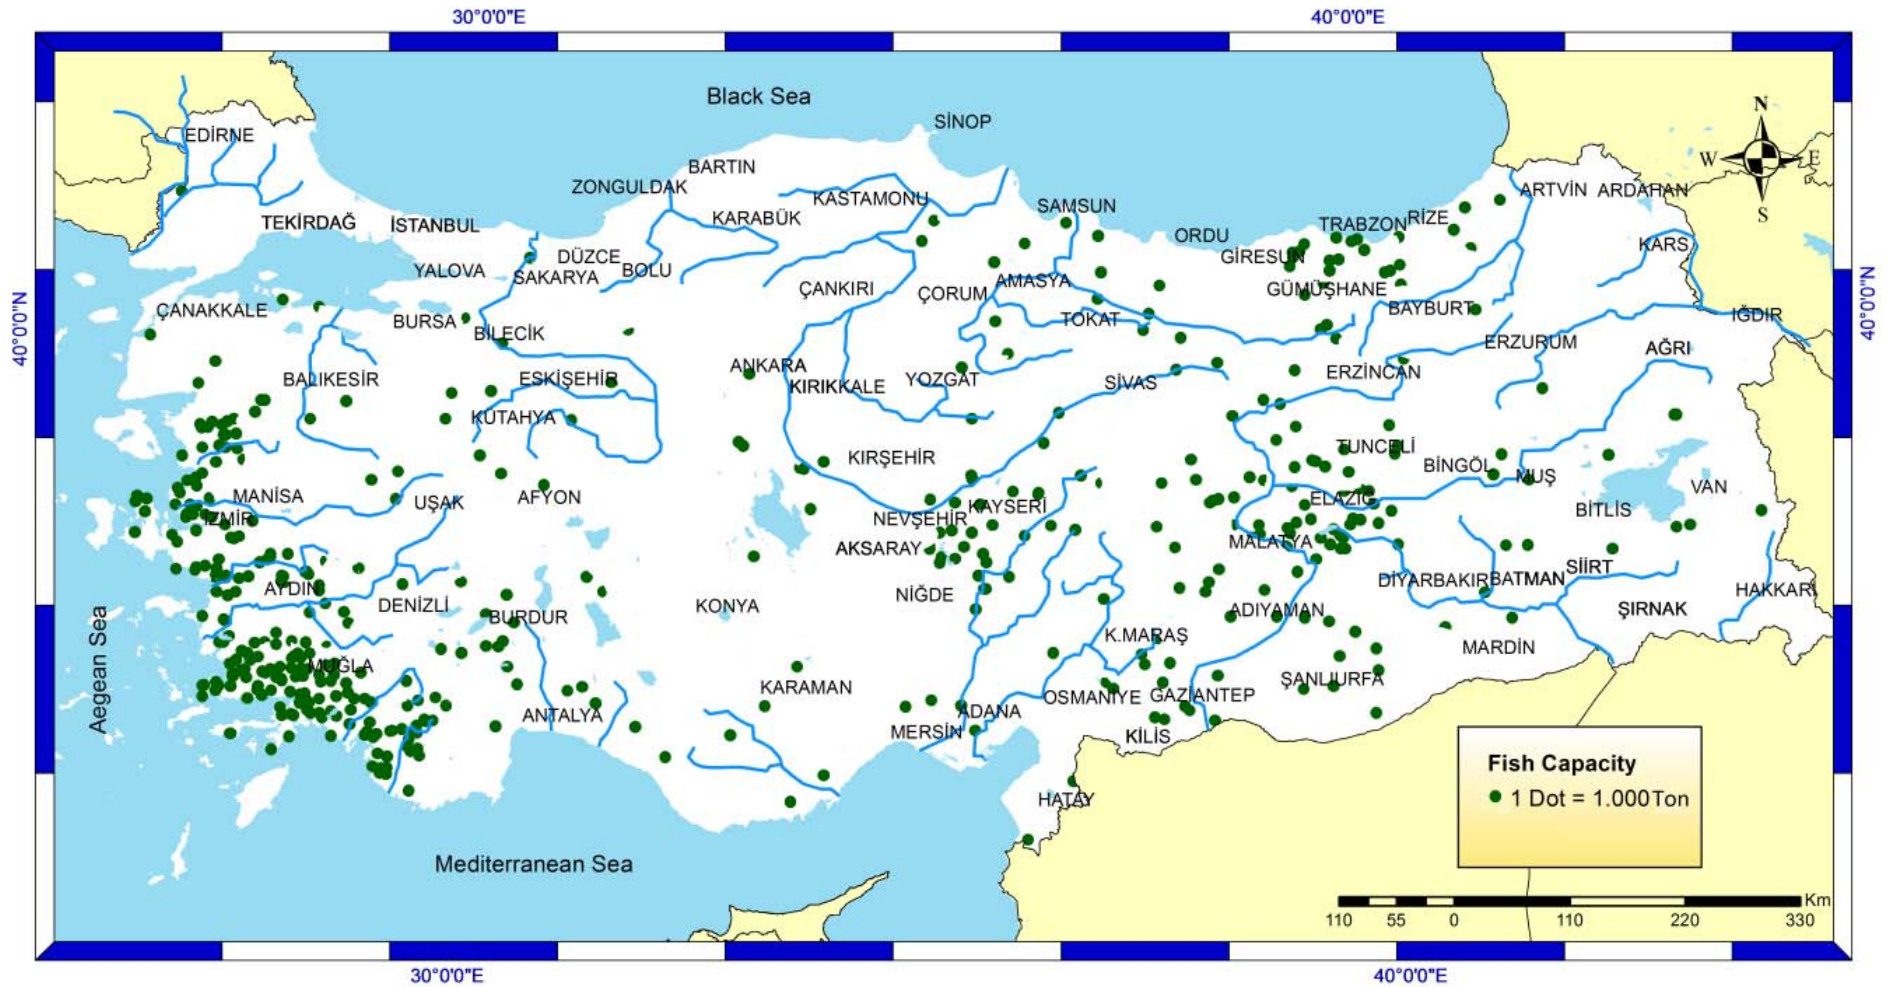 30°0'0"E 40°0'0"E
Black Sea
N
W E
S
SİNOP
EDİRNE
BARTIN
ZONGULDAK
KASTAMONU
ARTVİN ARDAHAN
SAMSUN
TEKİRDAĞ İSTANBUL
KARABÜK
TRABZON RİZE
ORDU
KARS
DÜZCE
GİRESUN
YALOVA
SAKARYA BOLU
ÇANKIRI
ÇORUM AMASYA
GÜMÜŞHANE
ÇANAKKALE
BURSA
BİLECİK
TOKAT
BAYBURT
IĞDIR
40°0'0"N
40°0'0"N
ERZURUM
AĞRI
BALIKESİR
ESKİŞEHİR
ANKARA
KIRIKKALE
YOZGAT
SİVAS
ERZİNCAN
KÜTAHYA
TUNCELİ
KIRŞEHİR
BİNGÖL
MUŞ
MANİSA
UŞAK
AFYON
VAN
ELAZIĞ
BİTLİS
İZMİR
NEVŞEHİR
KAYSERİ
AKSARAY
MALATYA
SİİRT
DİYARBAKIR
BATMAN
HAKKARİ
AYDIN
DENİZLİ
NİĞDE
KONYA
BURDUR
ADIYAMAN
ŞIRNAK
K.MARAŞ
MARDİN
MUĞLA
KARAMAN
OSMANİYE
GAZİANTEP
ŞANLIURFA
ANTALYA
ADANA
MERSİN
KİLİS
HATAY
Aegean Sea
Mediterranean Sea
Fish Capacity
1 Dot = 1.000 Ton
Km
110 55 0 110 220 330
30°0'0"E 40°0'0"E